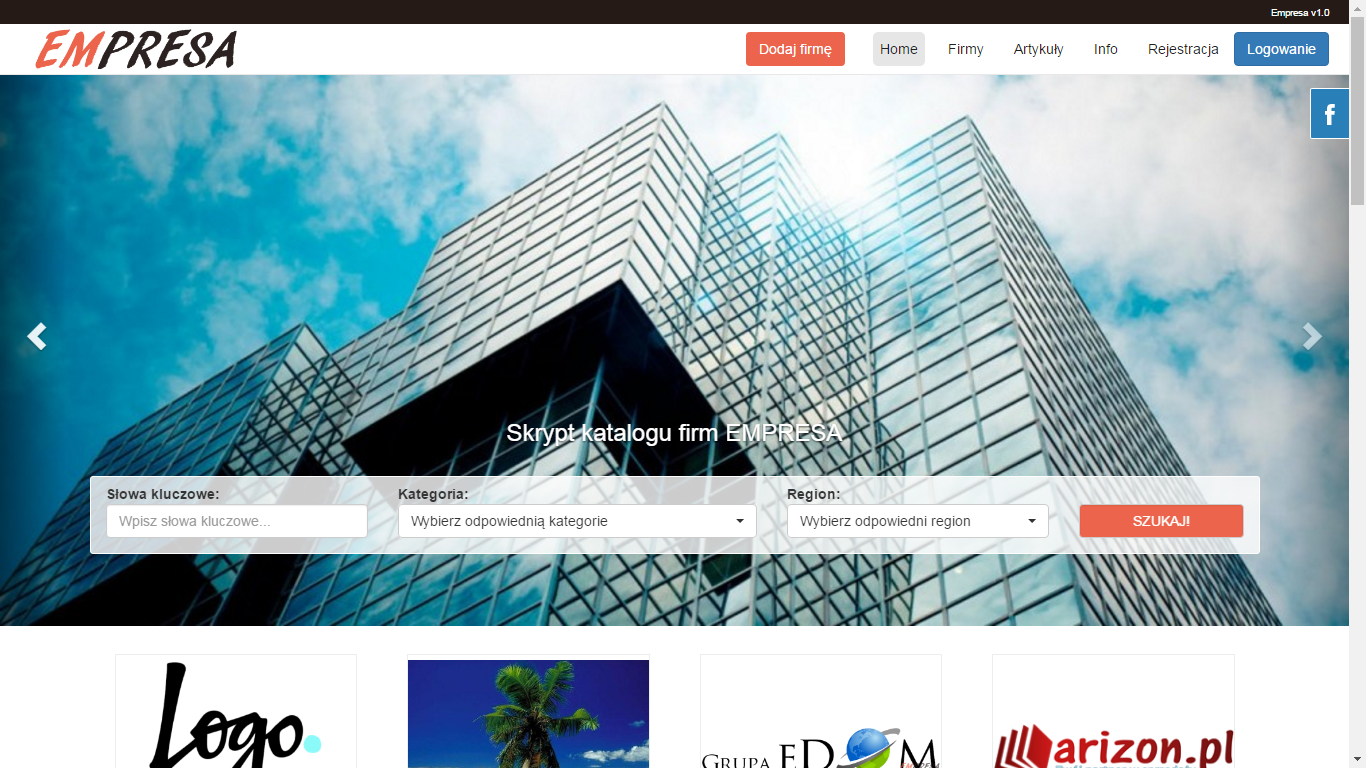 Empresa v1.0
EMPRESA
Dodaj firmę
Home
Firmy
Artykuły
Info
Rejestracja
Logowanie
f
Skrypt katalogu firm EMPRESA
Słowa kluczowe:
Kategoria:
Region:
Wpisz słowa kluczowe...
Wybierz odpowiednią kategorie
Wybierz odpowiedni region
SZUKAJ!
Logo.
GRUPA EDOM
arizon.pl